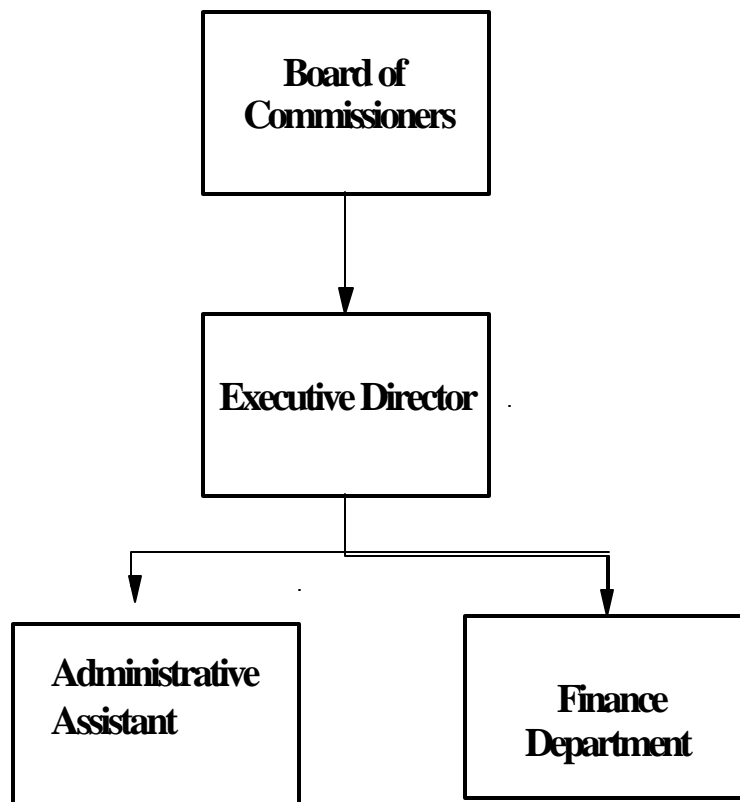 Board of
Commissioners
Executive Director
Administrative
Assistant
Finance
Department